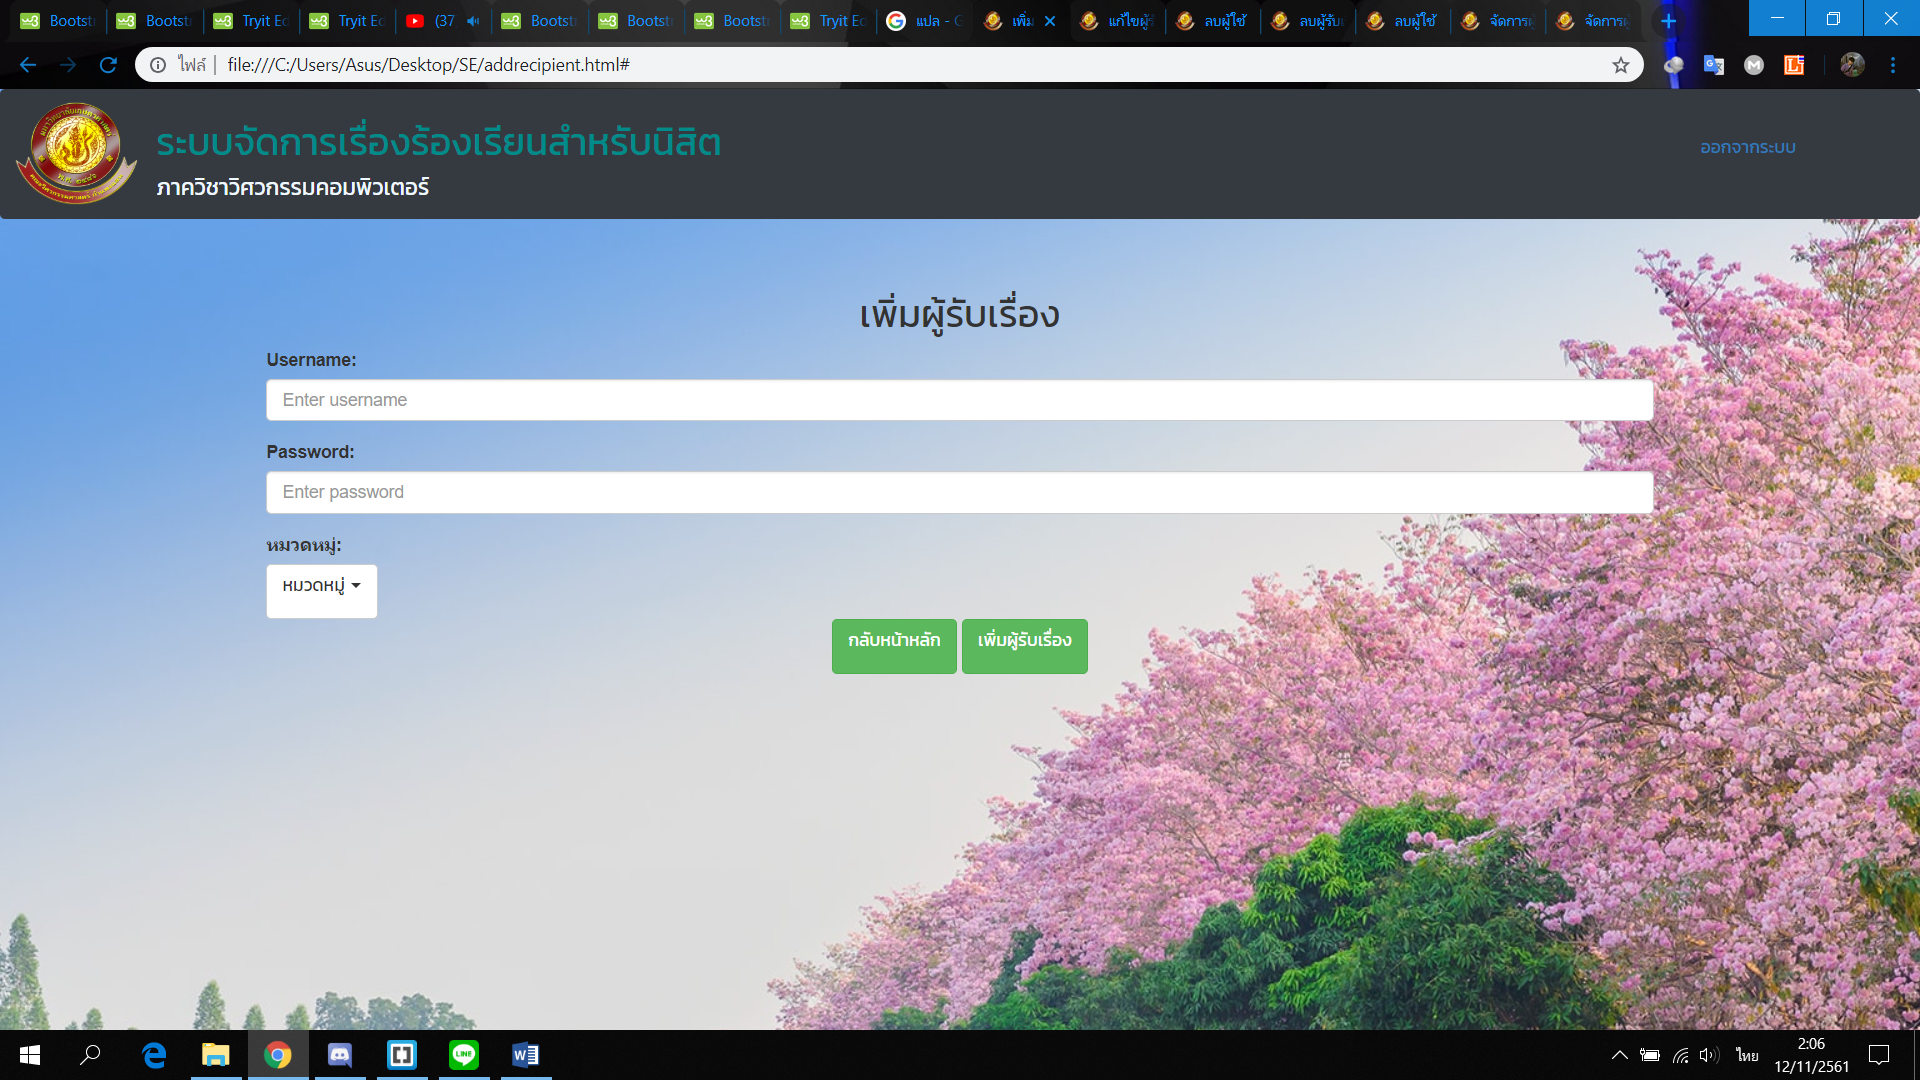 Bootst
Bootst
Tryit Ed
Tryit Ed
(37
Bootst
Bootst
Bootst
Tryit Ed
แปล - G
เพิ่ม
แก้ไขผู้รั
ลบผู้ใช้
ลบผู้รับเ
ลบผู้ใช้
จัดการผู้
จัดการผู้
ไฟล์
file:///C:/Users/Asus/Desktop/SE/addrecipient.html#
ระบบจัดการเรื่องร้องเรียนสำหรับนิสิต
ภาควิชาวิศวกรรมคอมพิวเตอร์
ออกจากระบบ
เพิ่มผู้รับเรื่อง
Username:
Enter username
Password:
Enter password
หมวดหมู่:
หมวดหมู่
กลับหน้าหลัก
เพิ่มผู้รับเรื่อง
ไทย
2:06
12/11/2561